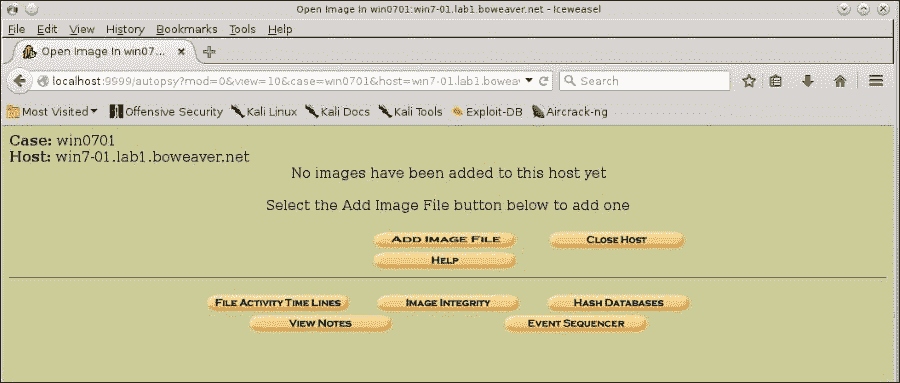 Open Image In win0701:win7-01.lab1.boweaver.net - Iceweasel
File Edit View History Bookmarks Tools Help
Open Image In win07...
localhost:9999/autopsy?mod=0&view=10&case=win0701&host=win7-01.lab1.boweav
Search
Most Visited Offensive Security Kali Linux Kali Docs Kali Tools Exploit-DB Aircrack-ng
Case: win0701
Host: win7-01.lab1.boweaver.net
No images have been added to this host yet
Select the Add Image File button below to add one
ADD IMAGE FILE CLOSE HOST
HELP
FILE ACTIVITY TIME LINES IMAGE INTEGRITY HASH DATABASES
VIEW NOTES EVENT SEQUENCER